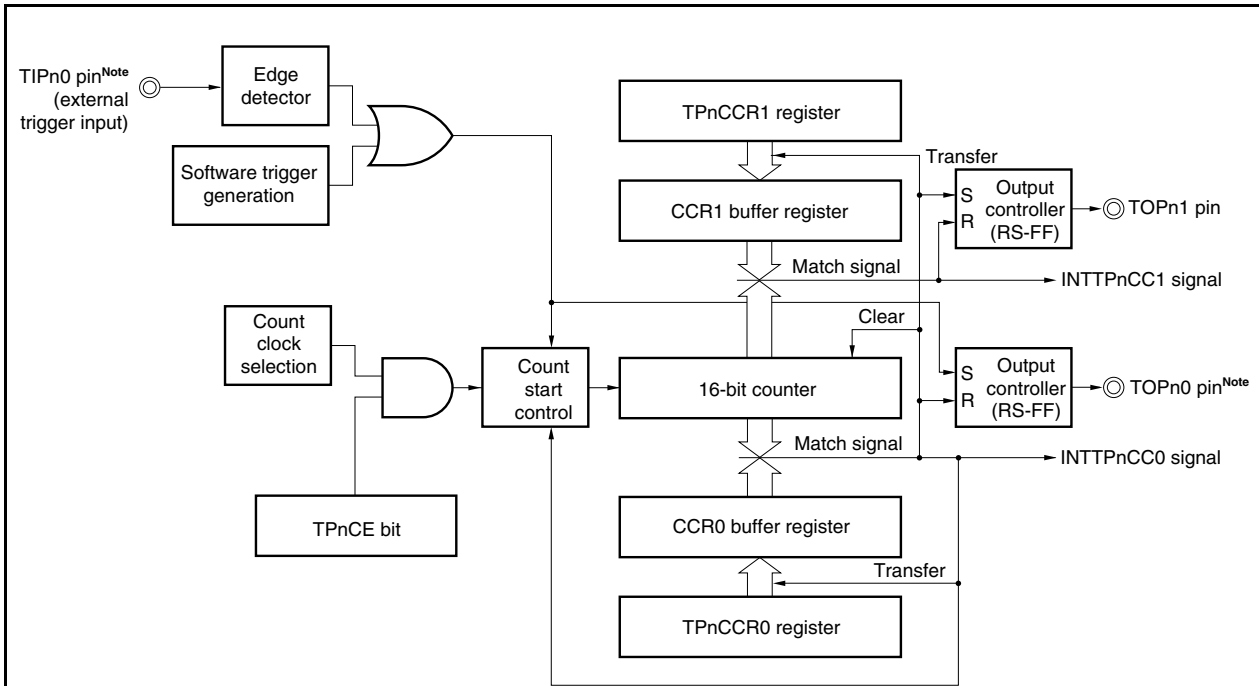 TIPn0 pinNote
(external
trigger input)
Edge
detector
Software trigger
generation
TPnCCR1 register
Transfer
CCR1 buffer register
S
R
Output
controller
(RS-FF)
TOPn1 pin
Match signal
INTTPnCC1 signal
Count
clock
selection
Clear
Count
start
control
16-bit counter
S
R
Output
controller
(RS-FF)
TOPn0 pinNote
Match signal
INTTPnCC0 signal
TPnCE bit
CCR0 buffer register
Transfer
TPnCCR0 register